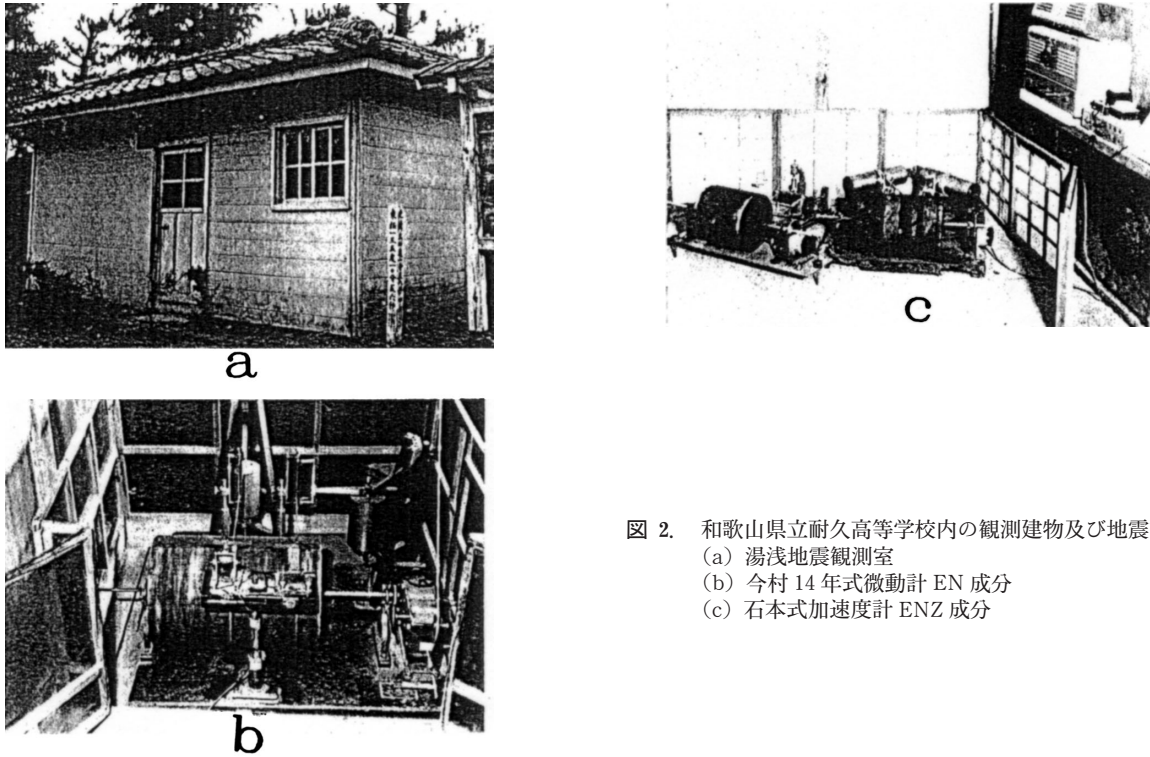 a
c
b
図 2. 和歌山県立耐久高等学校内の観測建物及び地震
(a) 湯浅地震観測室
(b) 今村 14 年式微動計 EN 成分
(c) 石本式加速度計 ENZ 成分